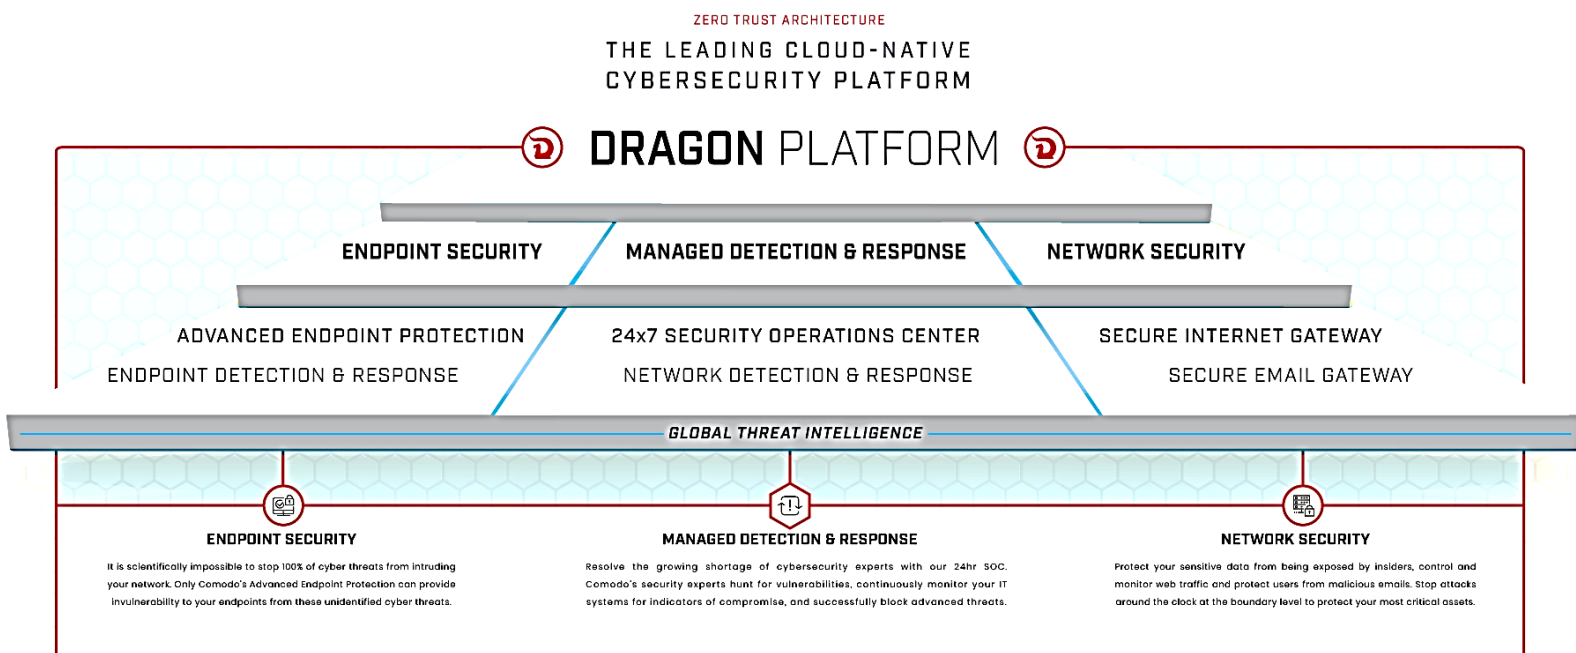 ZERO TRUST ARCHITECTURE
THE LEADING CLOUD-NATIVE
CYBERSECURITY PLATFORM
DRAGON PLATFORM
ENDPOINT SECURITY
MANAGED DETECTION & RESPONSE
NETWORK SECURITY
ADVANCED ENDPOINT PROTECTION
24x7 SECURITY OPERATIONS CENTER
SECURE INTERNET GATEWAY
ENDPOINT DETECTION & RESPONSE
NETWORK DETECTION & RESPONSE
SECURE EMAIL GATEWAY
GLOBAL THREAT INTELLIGENCE
ENDPOINT SECURITY
It is scientifically impossible to stop 100% of cyber threats from intruding
your network. Only Comodo's Advanced Endpoint Protection can provide
invulnerability to your endpoints from these unidentified cyber threats.
MANAGED DETECTION & RESPONSE
Resolve the growing shortage of cybersecurity experts with our 24hr SOC.
Comodo's security experts hunt for vulnerabilities, continuously monitor your IT
systems for indicators of compromise, and successfully block advanced threats.
NETWORK SECURITY
Protect your sensitive data from being exposed by insiders, control and
monitor web traffic and protect users from malicious emails. Stop attacks
around the clock at the boundary level to protect your most critical assets.